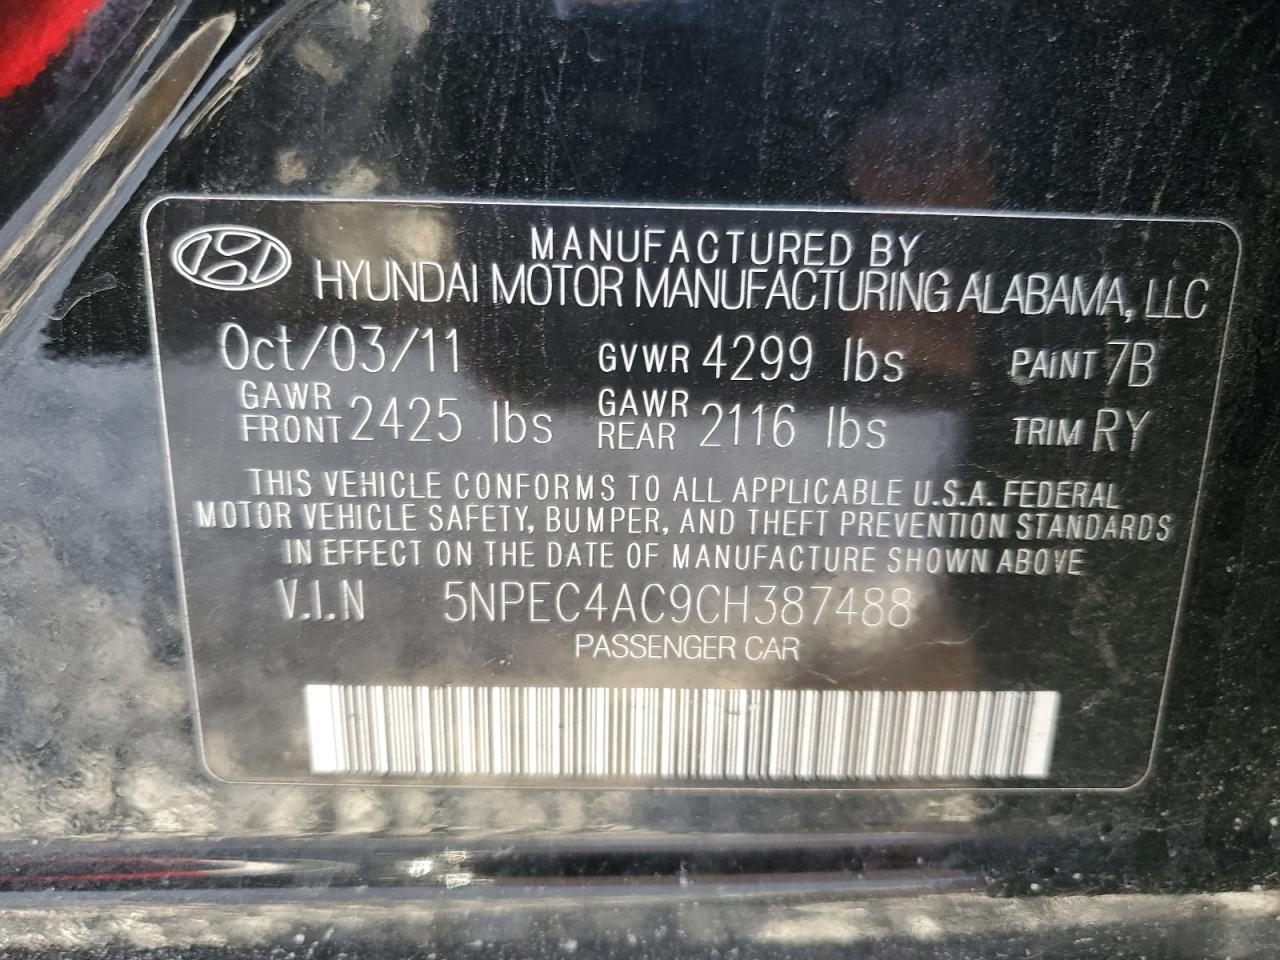 MANUFACTURED BY
HYUNDAI MOTOR MANUFACTURING ALABAMA, LLC
Oct/03/11 GVWR 4299 lbs PAINT 7B
GAWR FRONT 2425 lbs GAWR REAR 2116 lbs TRIM RY
THIS VEHICLE CONFORMS TO ALL APPLICABLE U.S.A. FEDERAL
MOTOR VEHICLE SAFETY, BUMPER, AND THEFT PREVENTION STANDARDS
IN EFFECT ON THE DATE OF MANUFACTURE SHOWN ABOVE
V.I.N 5NPEC4AC9CH387488
PASSENGER CAR